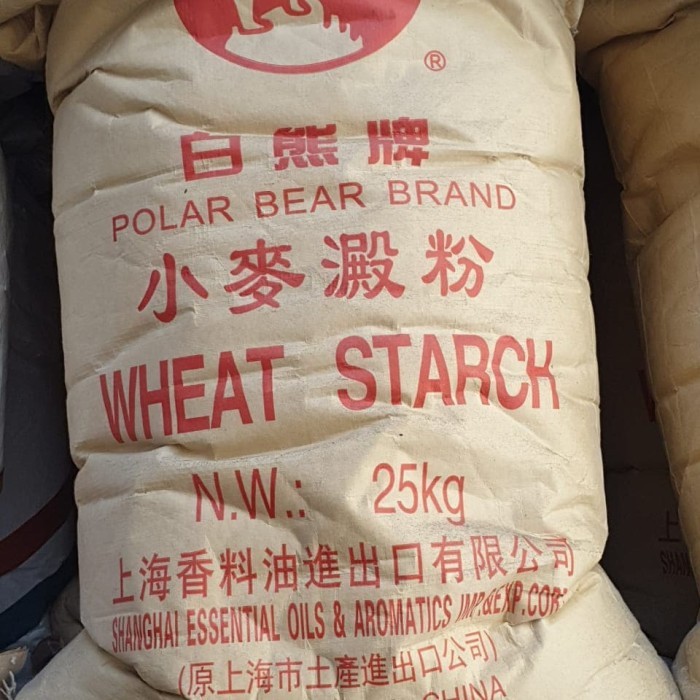 ®
白熊牌
POLAR BEAR BRAND
小麥澱粉
WHEAT STARCH
N.W.: 25kg
上海香料油進出口有限公司
SHANGHAI ESSENTIAL OILS & AROMATICS IMP.&EXP.CORP
(原上海市土產進出口公司)
CHINA